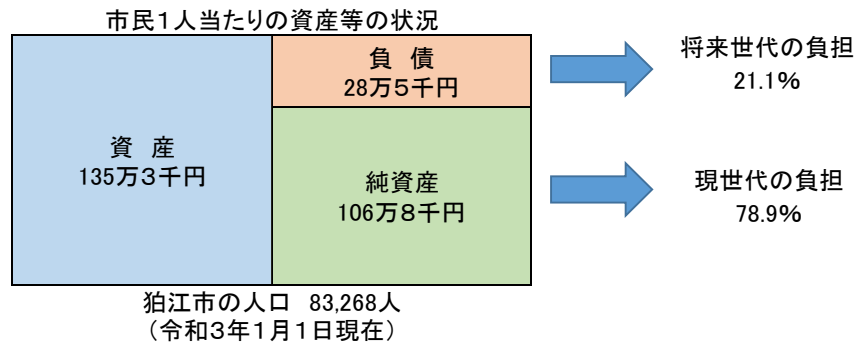 市民１人当たりの資産等の状況
資　産
135万３千円
負　債
28万５千円
純資産
106万８千円
将来世代の負担
21.1％
現世代の負担
78.9％
狛江市の人口　83,268人
（令和３年１月１日現在）